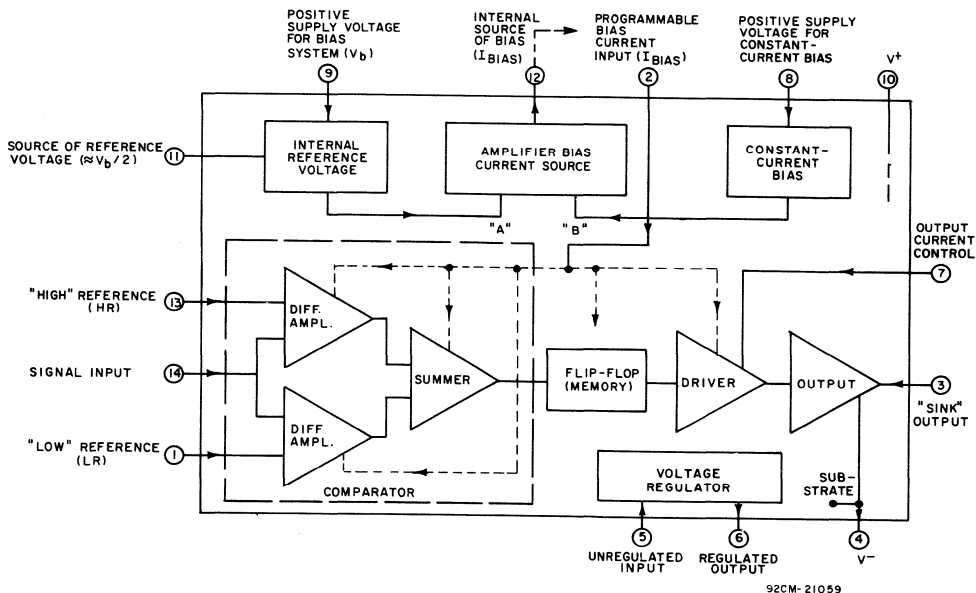 POSITIVE
SUPPLY VOLTAGE
FOR BIAS
SYSTEM (Vb)
9
INTERNAL
SOURCE
OF BIAS
(IBIAS)
12
PROGRAMMABLE
BIAS
CURRENT
INPUT (IBIAS)
2
POSITIVE SUPPLY
VOLTAGE FOR
CONSTANT-
CURRENT BIAS
8
V+
10
SOURCE OF REFERENCE
VOLTAGE (≈Vb/2)
11
INTERNAL
REFERENCE
VOLTAGE
AMPLIFIER BIAS
CURRENT SOURCE
CONSTANT-
CURRENT
BIAS
"A"
"B"
OUTPUT
CURRENT
CONTROL
7
"HIGH" REFERENCE
(HR)
13
DIFF.
AMPL.
SIGNAL INPUT
14
SUMMER
FLIP-FLOP
(MEMORY)
DRIVER
OUTPUT
3
"SINK"
OUTPUT
"LOW" REFERENCE
(LR)
1
DIFF
AMPL.
COMPARATOR
VOLTAGE
REGULATOR
SUB-
STRATE
5
UNREGULATED
INPUT
6
REGULATED
OUTPUT
4
V-
92CM-21059